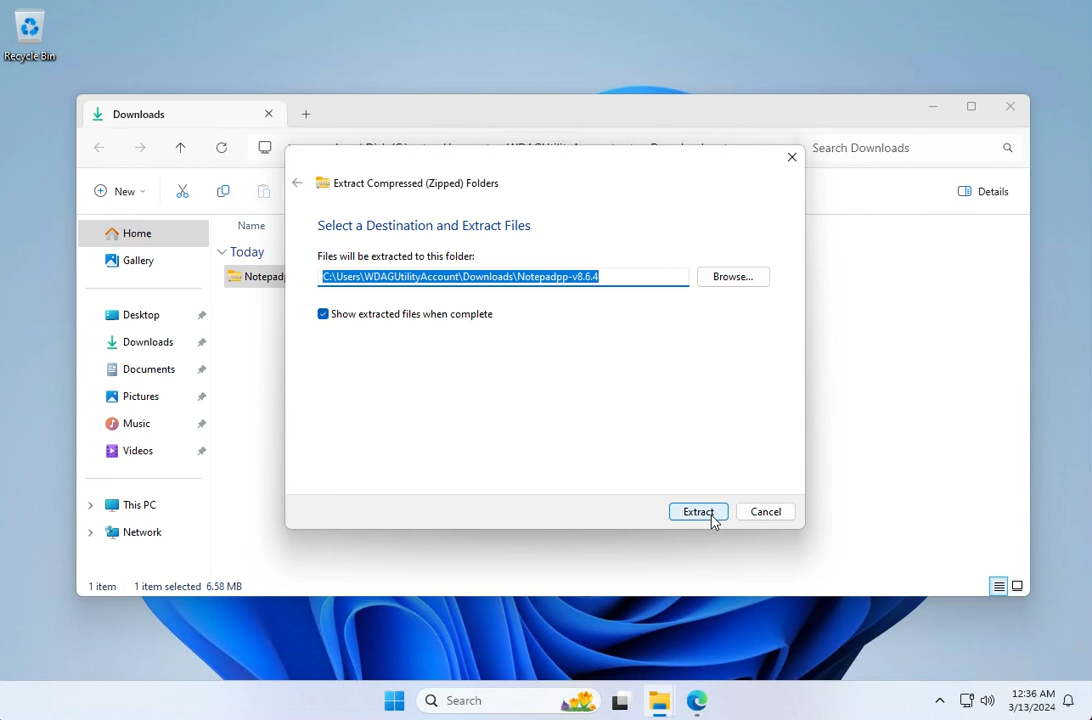 Recycle Bin
Downloads
Search Downloads
New
Details
Home
Gallery
Desktop
Downloads
Documents
Pictures
Music
Videos
This PC
Network
Name
Today
Notepadp
Extract Compressed (Zipped) Folders
Select a Destination and Extract Files
Files will be extracted to this folder:
C:\Users\WDAGUtilityAccount\Downloads\Notepadpp-v8.6.4
Browse...
Show extracted files when complete
Extract
Cancel
1 item 1 item selected 6.58 MB
Search
12:36 AM
3/13/2024